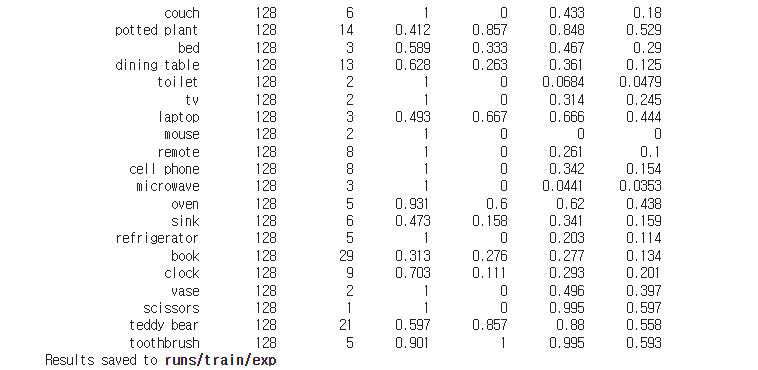 couch 128 6 1 0 0.433 0.18
potted plant 128 14 0.412 0.857 0.848 0.529
bed 128 3 0.589 0.333 0.467 0.29
dining table 128 13 0.628 0.263 0.361 0.125
toilet 128 2 1 0 0.0684 0.0479
tv 128 2 1 0 0.314 0.245
laptop 128 3 0.493 0.667 0.666 0.444
mouse 128 2 1 0 0 0
remote 128 8 1 0 0.261 0.1
cell phone 128 8 1 0 0.342 0.154
microwave 128 3 1 0 0.0441 0.0353
oven 128 5 0.931 0.6 0.62 0.438
sink 128 6 0.473 0.158 0.341 0.159
refrigerator 128 5 1 0 0.203 0.114
book 128 29 0.313 0.276 0.277 0.134
clock 128 9 0.703 0.111 0.293 0.201
vase 128 2 1 0 0.496 0.397
scissors 128 1 1 0 0.995 0.597
teddy bear 128 21 0.597 0.857 0.88 0.558
toothbrush 128 5 0.901 1 0.995 0.593
Results saved to runs/train/exp